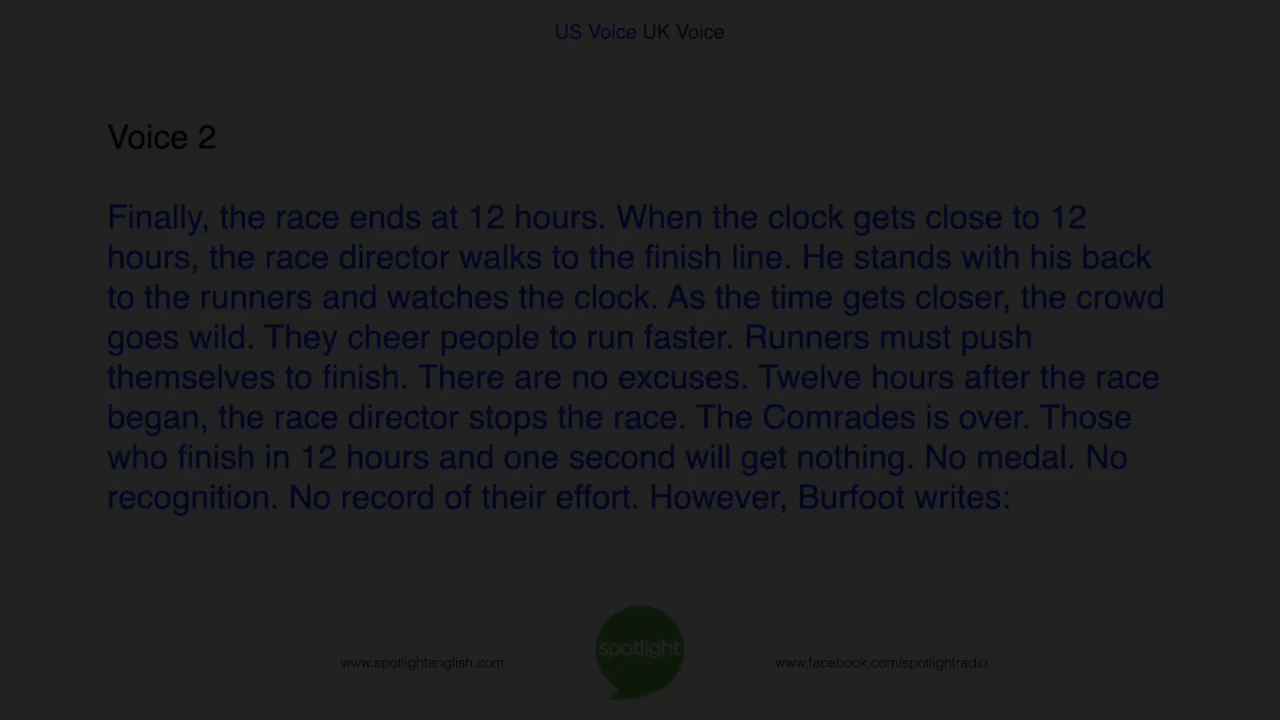 US Voice UK Voice
Voice 2
Finally, the race ends at 12 hours. When the clock gets close to 12
hours, the race director walks to the finish line. He stands with his back
to the runners and watches the clock. As the time gets closer, the crowd
goes wild. They cheer people to run faster. Runners must push
themselves to finish. There are no excuses. Twelve hours after the race
began, the race director stops the race. The Comrades is over. Those
who finish in 12 hours and one second will get nothing. No medal. No
recognition. No record of their effort. However, Burfoot writes:
spotlight
www.spotlightenglish.com www.facebook.com/spotlightradio